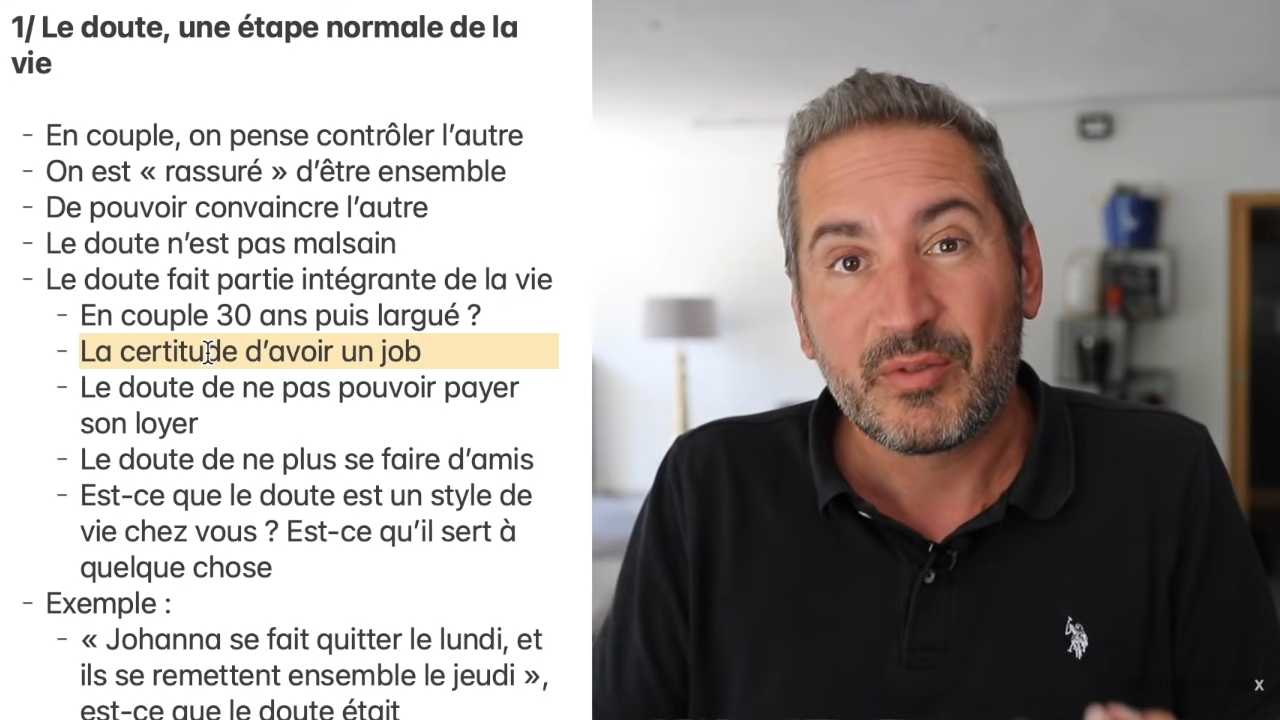 1/ Le doute, une étape normale de la
vie
- En couple, on pense contrôler l’autre
- On est « rassuré » d’être ensemble
- De pouvoir convaincre l’autre
- Le doute n’est pas malsain
- Le doute fait partie intégrante de la vie
- En couple 30 ans puis largué ?
- La certitude d’avoir un job
- Le doute de ne pas pouvoir payer
son loyer
- Le doute de ne plus se faire d’amis
- Est-ce que le doute est un style de
vie chez vous ? Est-ce qu’il sert à
quelque chose
- Exemple :
- « Johanna se fait quitter le lundi, et
ils se remettent ensemble le jeudi »,
est-ce que le doute était
x